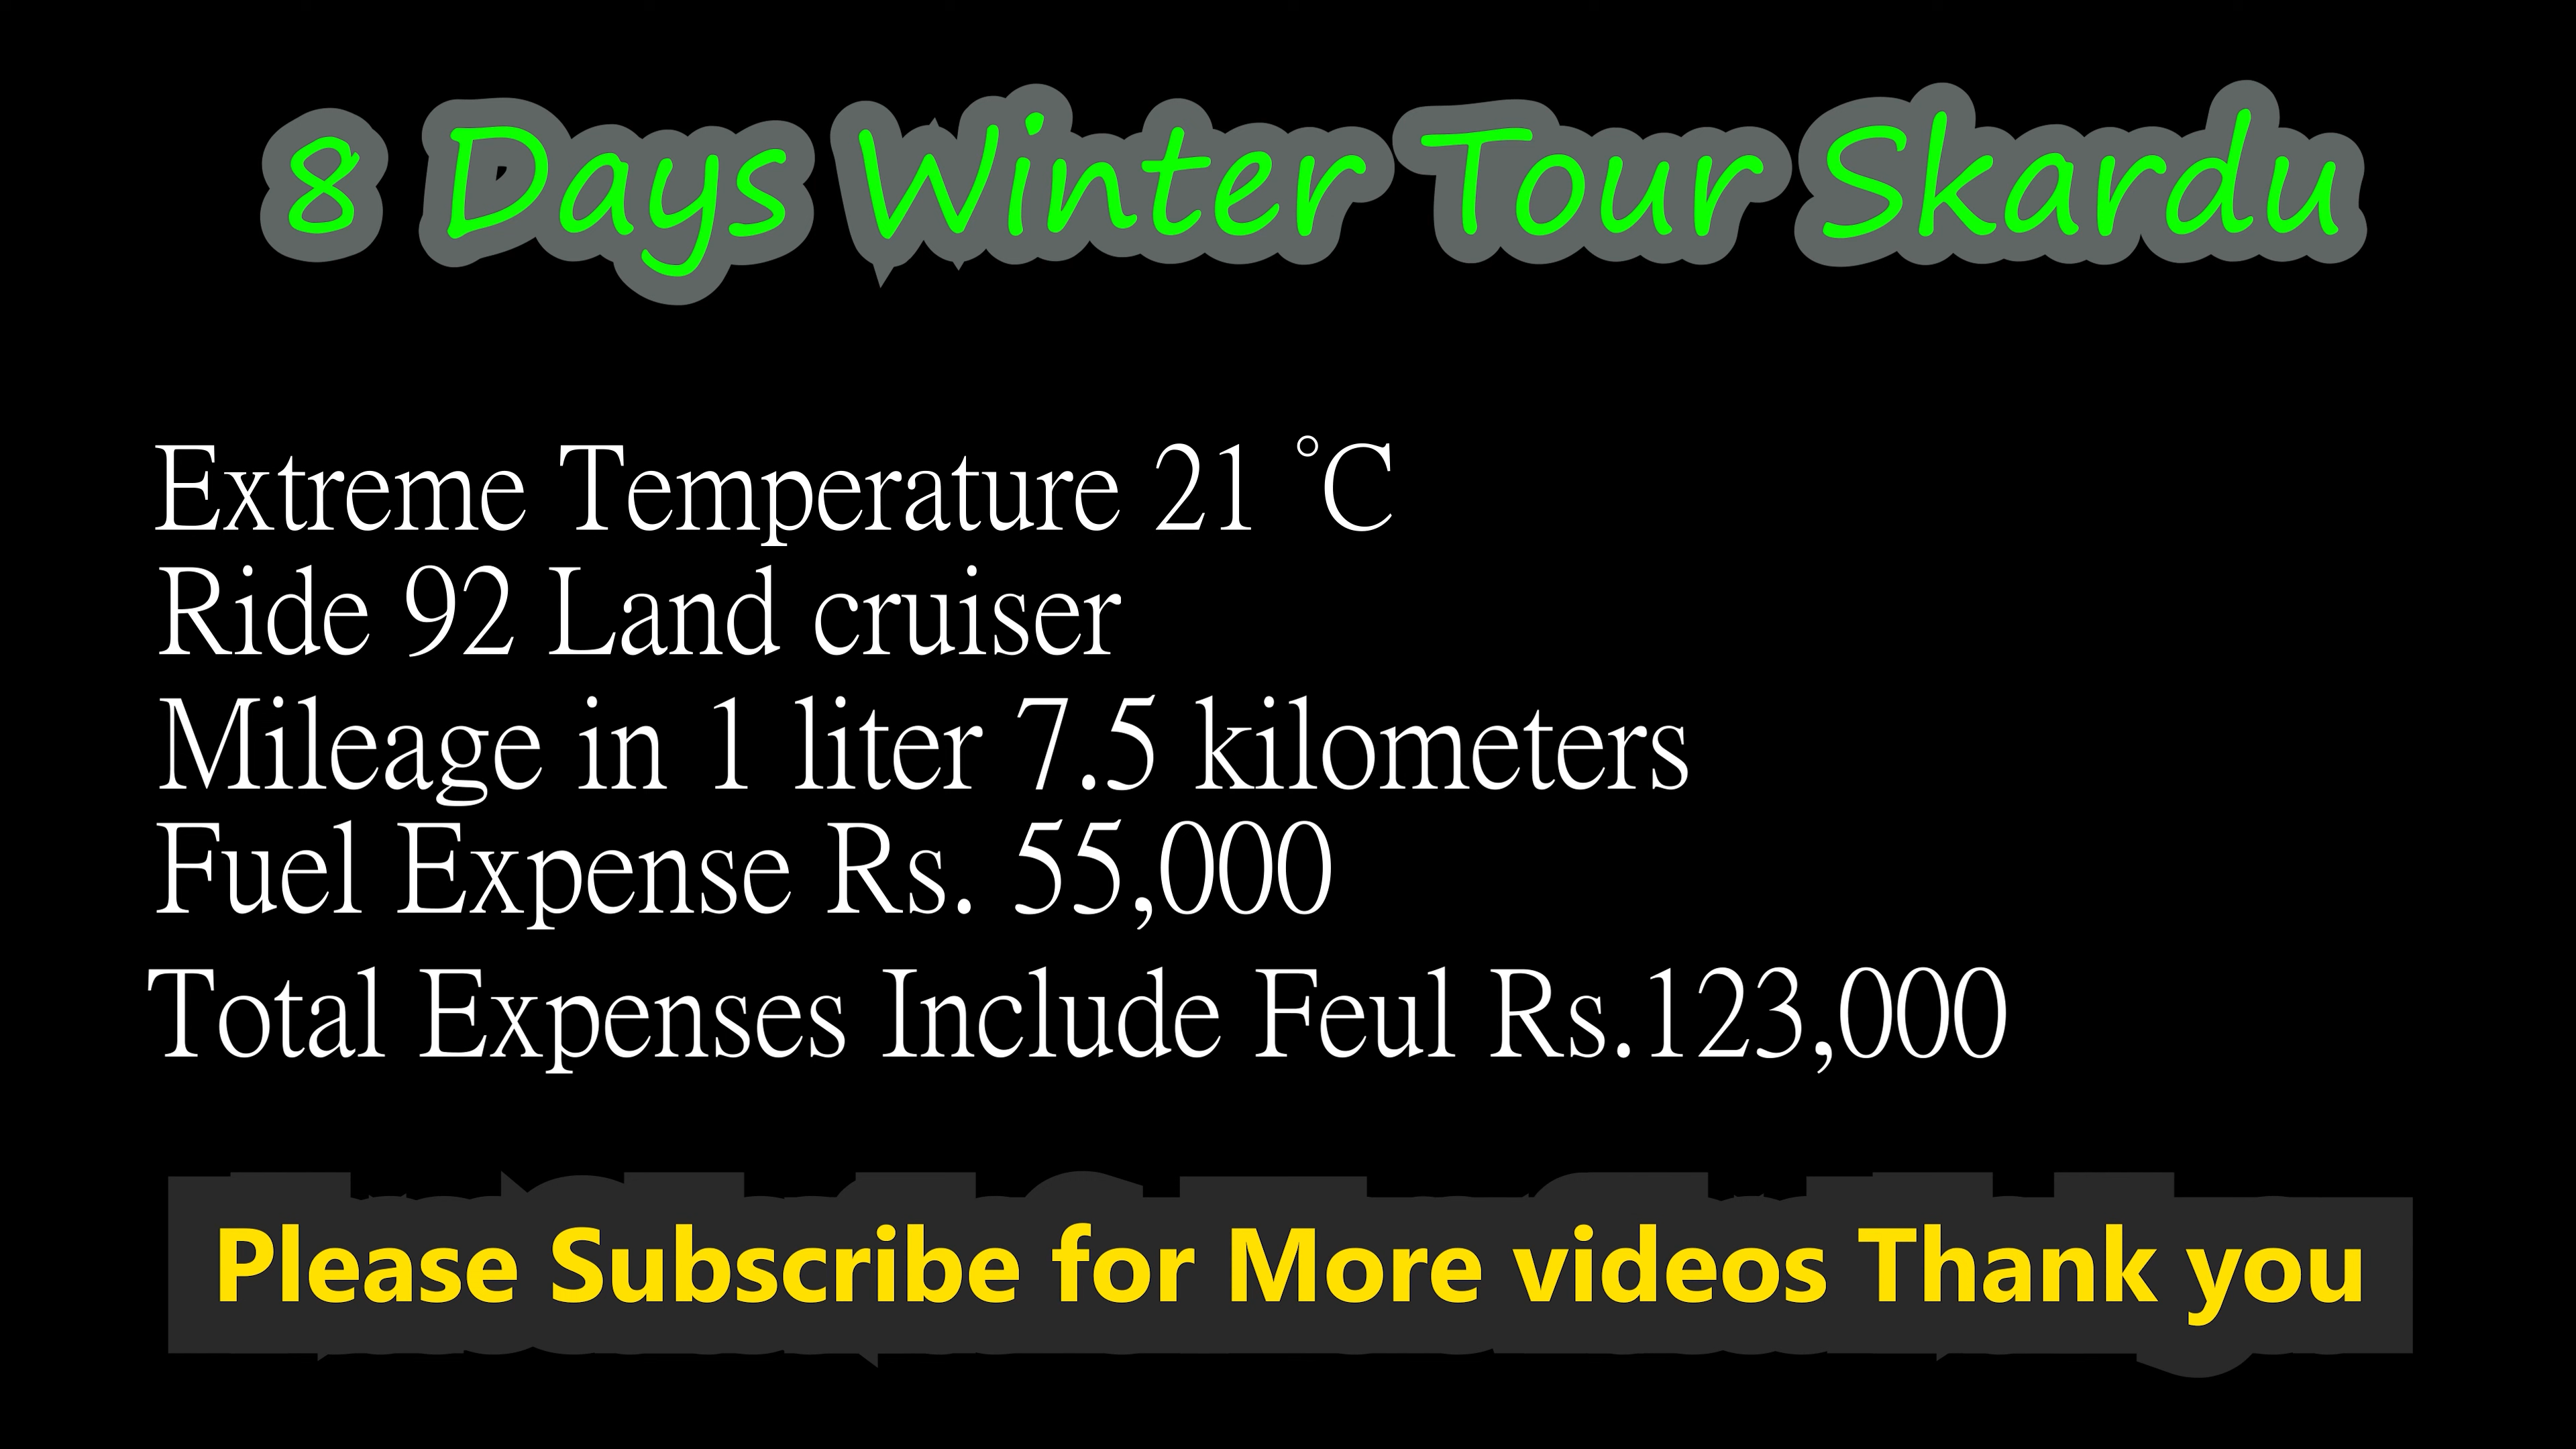 8 Days Winter Tour Skardu
Extreme Temperature 21 °C
Ride 92 Land cruiser
Mileage in 1 liter 7.5 kilometers
Fuel Expense Rs. 55,000
Total Expenses Include Feul Rs.123,000
Please Subscribe for More videos Thank you